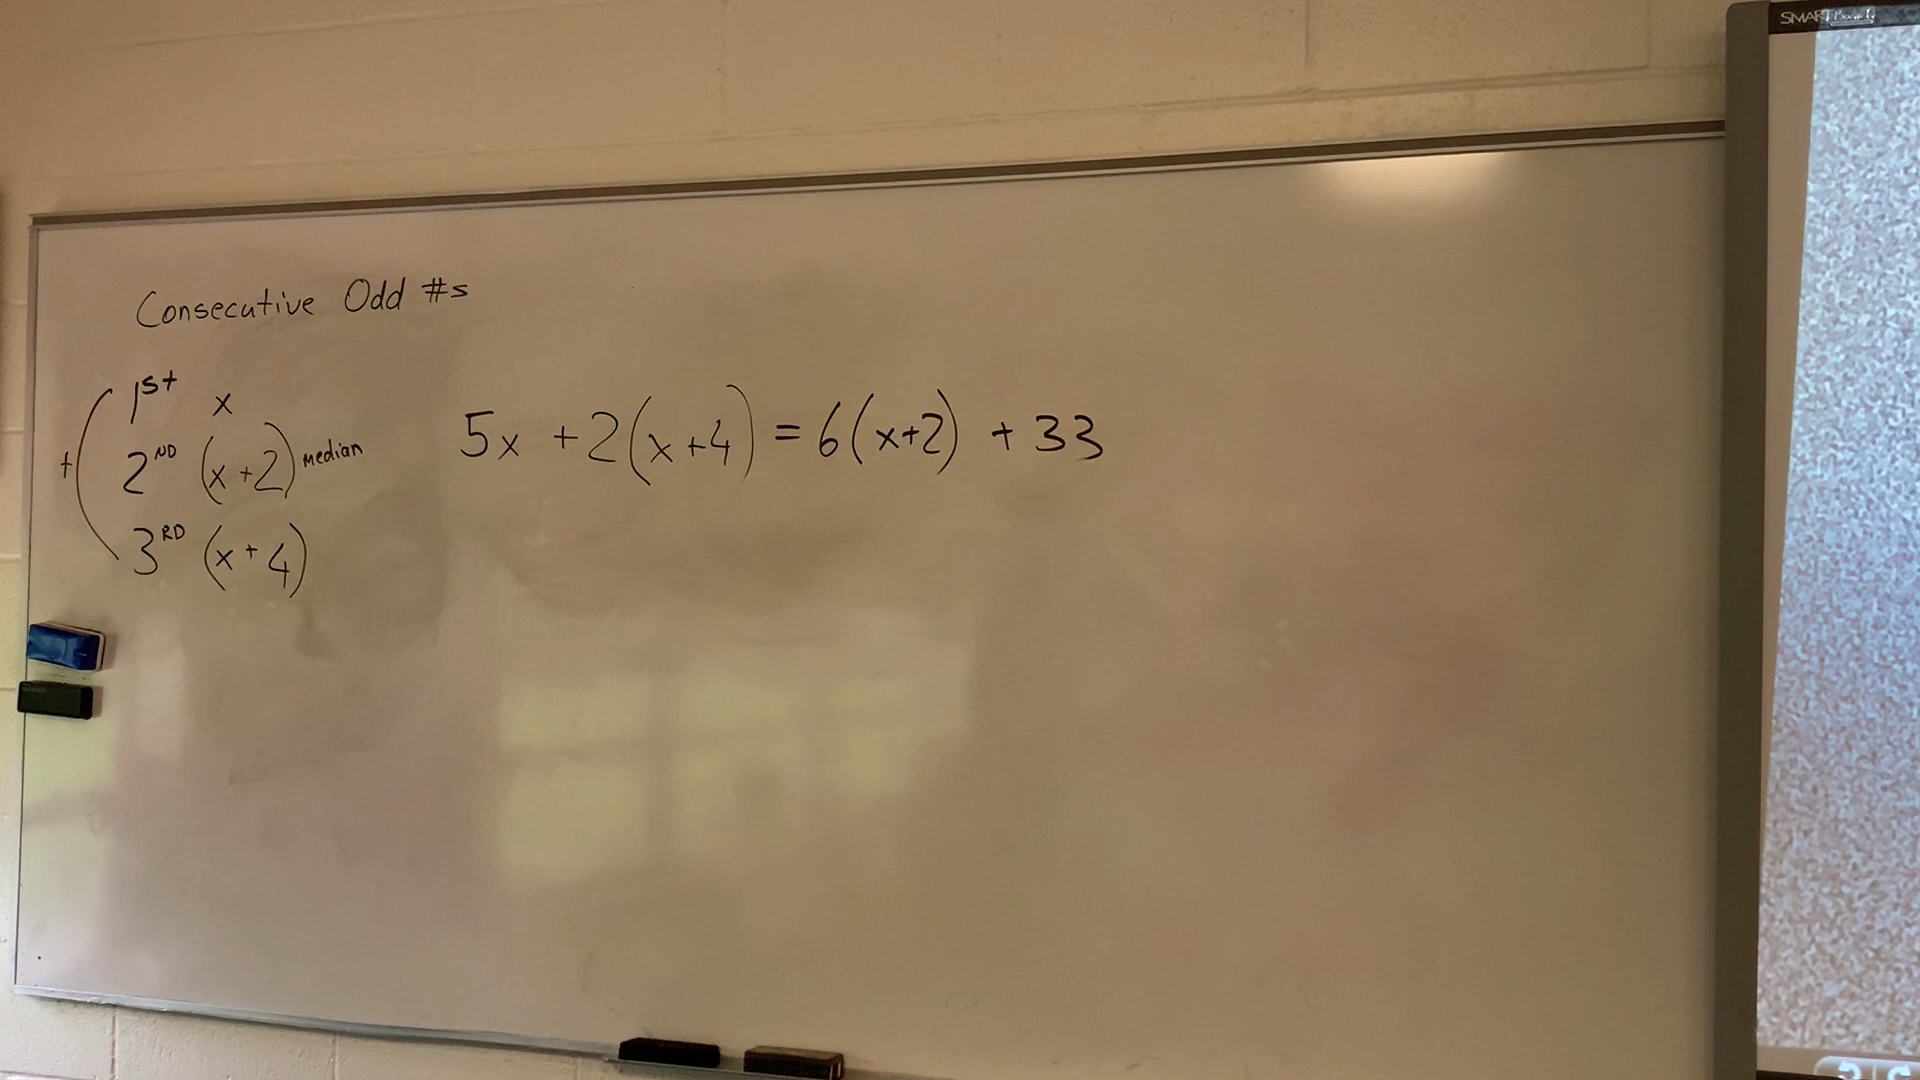 SMART Board
Consecutive Odd #s
1st x
2ND (x+2) median
+
3RD (x+4)
5x + 2(x+4) = 6(x+2) + 33